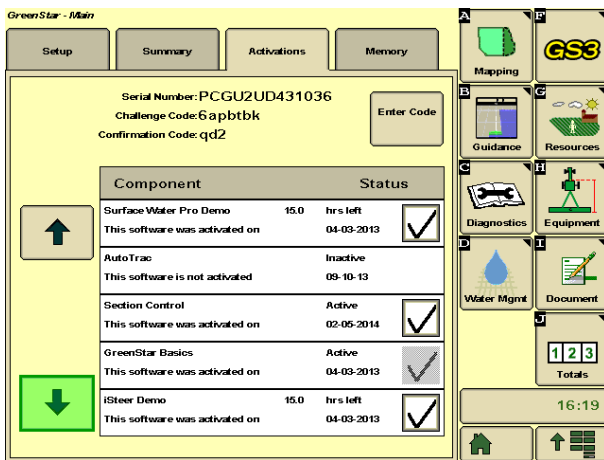 GreenStar - Main
Setup
Summary
Activations
Memory
Serial Number: PCGU2UD431036
Challenge Code: 6apbtbk
Confirmation Code: qd2
Enter Code
Component Status
Surface Water Pro Demo 15.0 hrs left
This software was activated on 04-03-2013
AutoTrac Inactive
This software is not activated 09-10-13
Section Control Active
This software was activated on 02-05-2014
GreenStar Basics Active
This software was activated on 04-03-2013
iSteer Demo 15.0 hrs left
This software was activated on 04-03-2013
A
Mapping
F
GS3
B
Guidance
G
Resources
C
Diagnostics
H
Equipment
D
Water Mgmt
I
Document
J
1 2 3
Totals
16:19